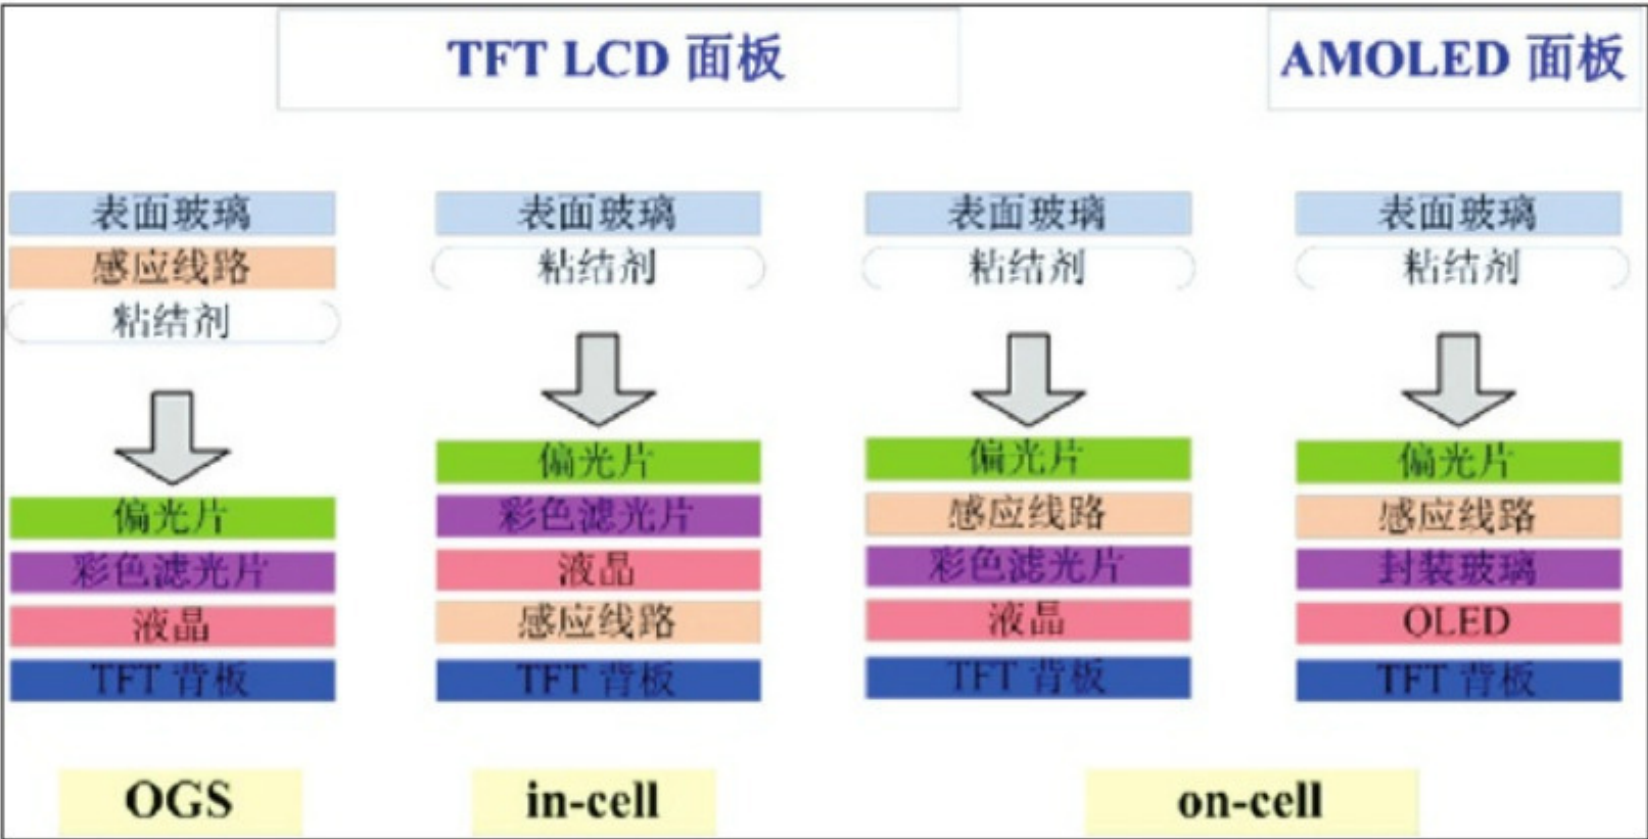 TFT LCD 面板
AMOLED 面板
表面玻璃
感应线路
粘结剂
偏光片
彩色滤光片
液晶
TFT 背板
OGS
表面玻璃
粘结剂
偏光片
彩色滤光片
液晶
感应线路
TFT 背板
in-cell
表面玻璃
粘结剂
偏光片
感应线路
彩色滤光片
液晶
TFT 背板
表面玻璃
粘结剂
偏光片
感应线路
封装玻璃
OLED
TFT 背板
on-cell